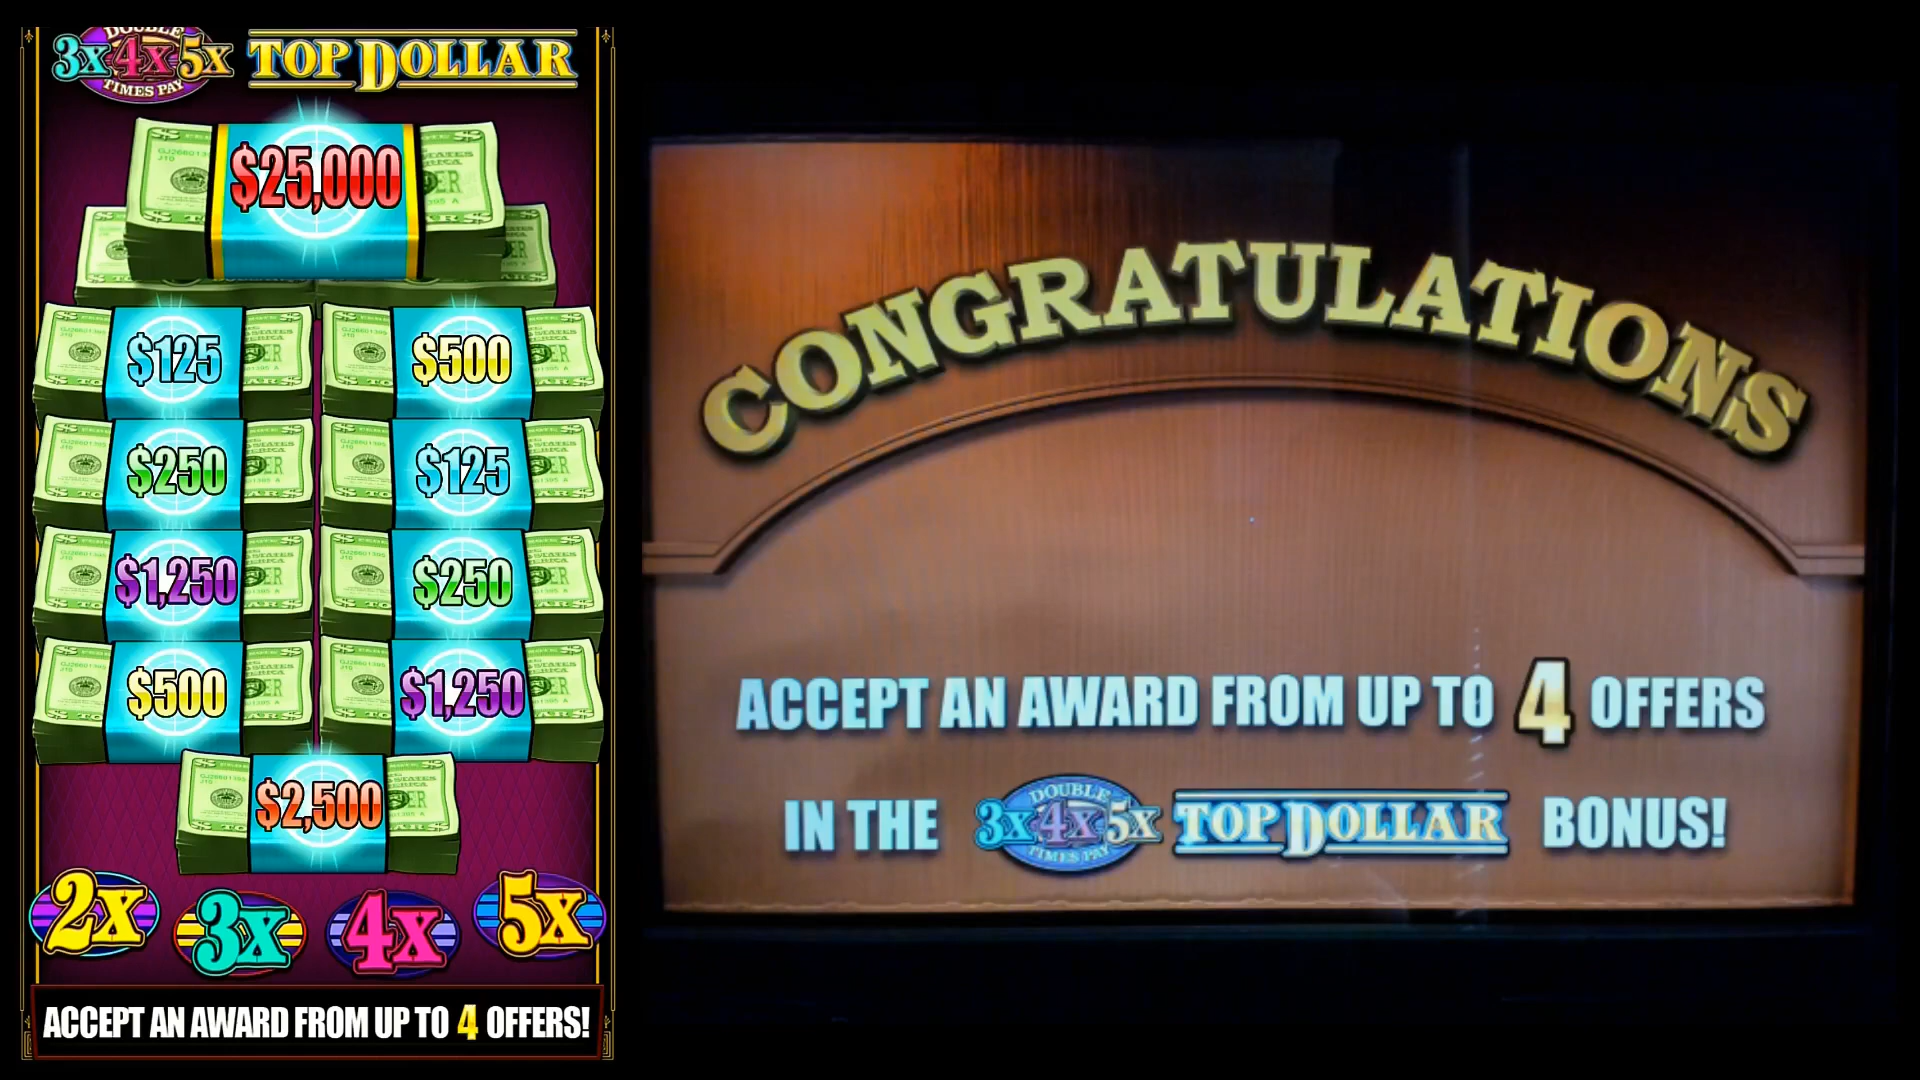 DOUBLE
3x4x5x
TIMES PAY
TOP DOLLAR
$25,000
$125
$500
$250
$125
$1,250
$250
$500
$1,250
$2,500
2x
3x
4x
5x
ACCEPT AN AWARD FROM UP TO 4 OFFERS!
CONGRATULATIONS
ACCEPT AN AWARD FROM UP TO 4 OFFERS
IN THE
DOUBLE
3x4x5x
TIMES PAY
TOP DOLLAR
BONUS!